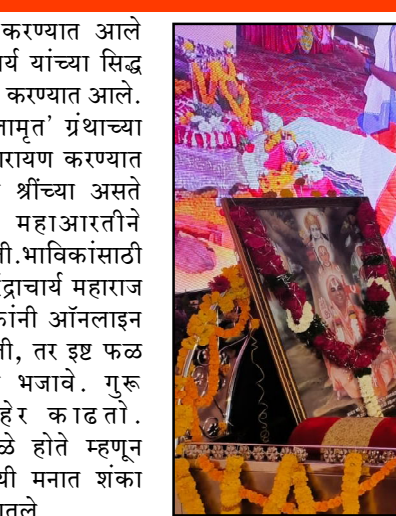 करण्यात आले
र्य यांच्या सिद्ध
करण्यात आले.
तामृत’ ग्रंथाच्या
रायण करण्यात
श्रींच्या असते
महाआरतीने
ती.भाविकांसाठी
द्राचार्य महाराज
कांनी ऑनलाइन
ती, तर इष्ट फळ
भजावे. गुरू
हेर काढतो.
ळे होते म्हणून
थी मनात शंका